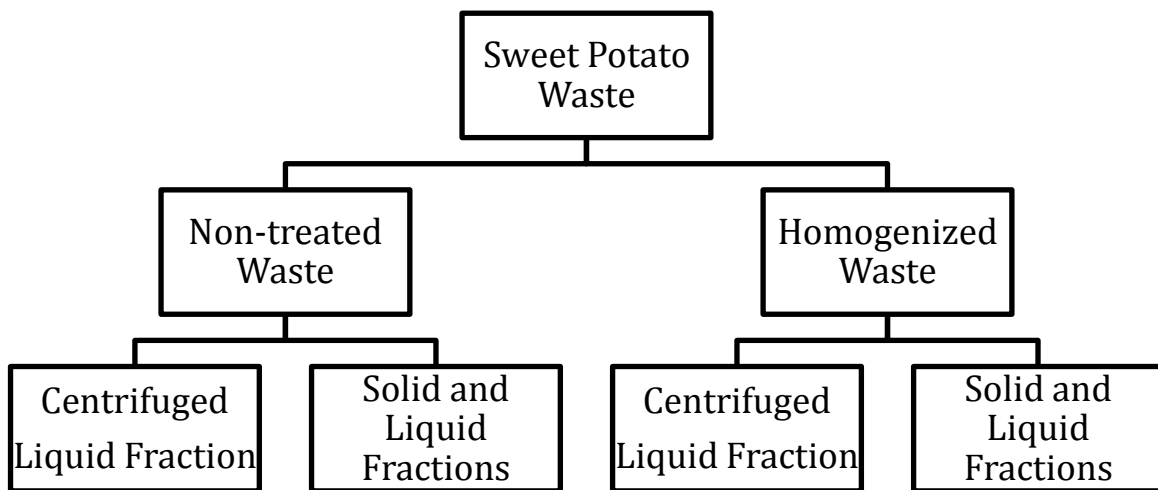 Sweet Potato
Waste
Non-treated
Waste
Homogenized
Waste
Centrifuged
Liquid Fraction
Solid and
Liquid
Fractions
Centrifuged
Liquid Fraction
Solid and
Liquid
Fractions